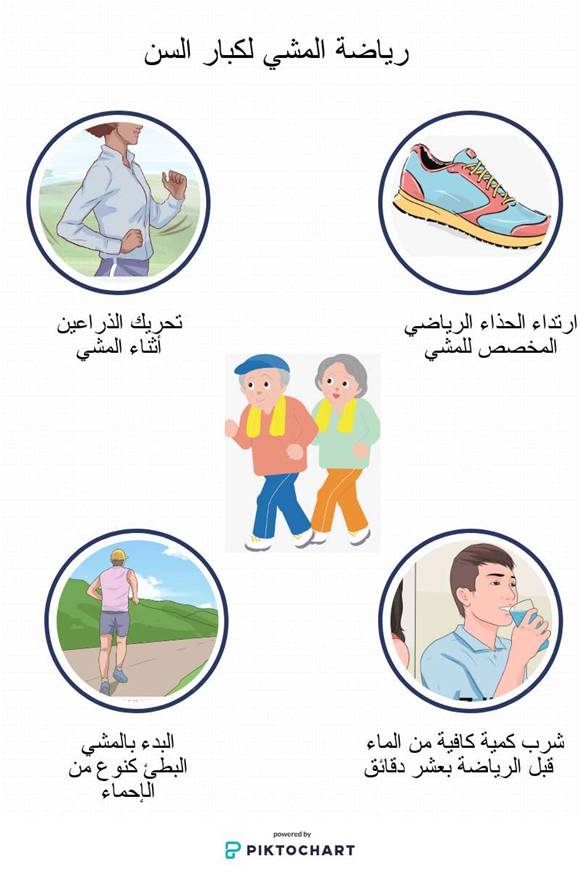 رياضة المشي لكبار السن
ارتداء الحذاء الرياضي
المخصص للمشي
تحريك الذراعين
أثناء المشي
شرب كمية كافية من الماء
قبل الرياضة بعشر دقائق
البدء بالمشي
البطئ كنوع من
الإحماء
powered by
PIKTOCHART